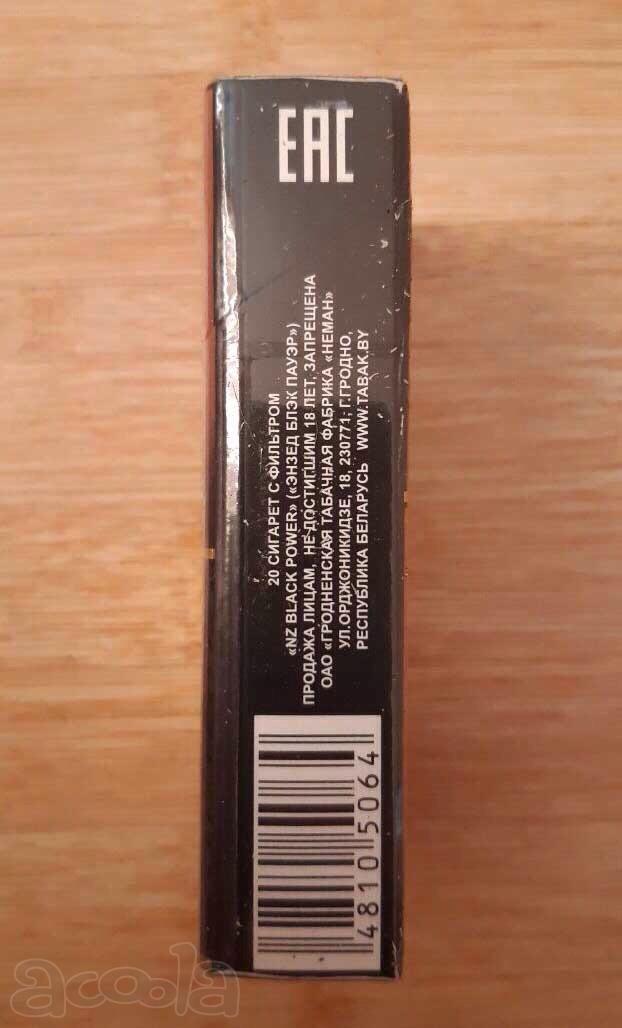 EAC
20 СИГАРЕТ С ФИЛЬТРОМ
«NZ BLACK POWER» («ЭНЗЕД БЛЭК ПАУЭР»)
ПРОДАЖА ЛИЦАМ, НЕ ДОСТИГШИМ 18 ЛЕТ, ЗАПРЕЩЕНА
ОАО «ГРОДНЕНСКАЯ ТАБАЧНАЯ ФАБРИКА «НЕМАН»
УЛ.ОРДЖОНИКИДЗЕ, 18, 230771, Г.ГРОДНО,
РЕСПУБЛИКА БЕЛАРУСЬ WWW.TABAK.BY
4810 5064
acoola